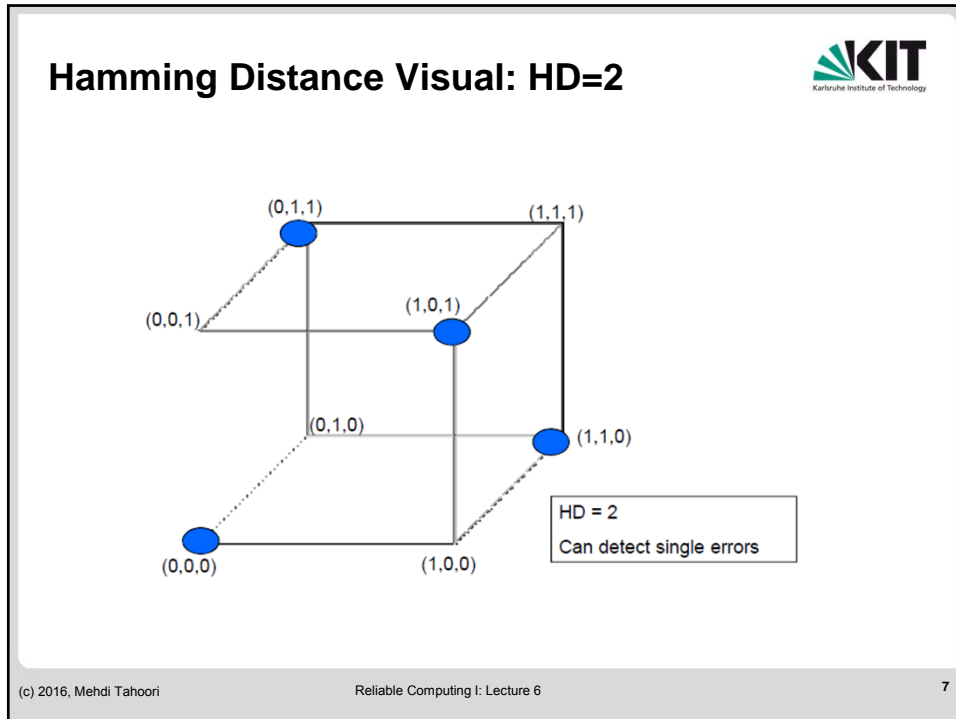 Hamming Distance Visual: HD=2
KIT
Karlsruhe Institute of Technology
(0,1,1)
(1,1,1)
(1,0,1)
(0,0,1)
(0,1,0)
(1,1,0)
HD = 2
Can detect single errors
(0,0,0)
(1,0,0)
(c) 2016, Mehdi Tahoori
Reliable Computing I: Lecture 6
7